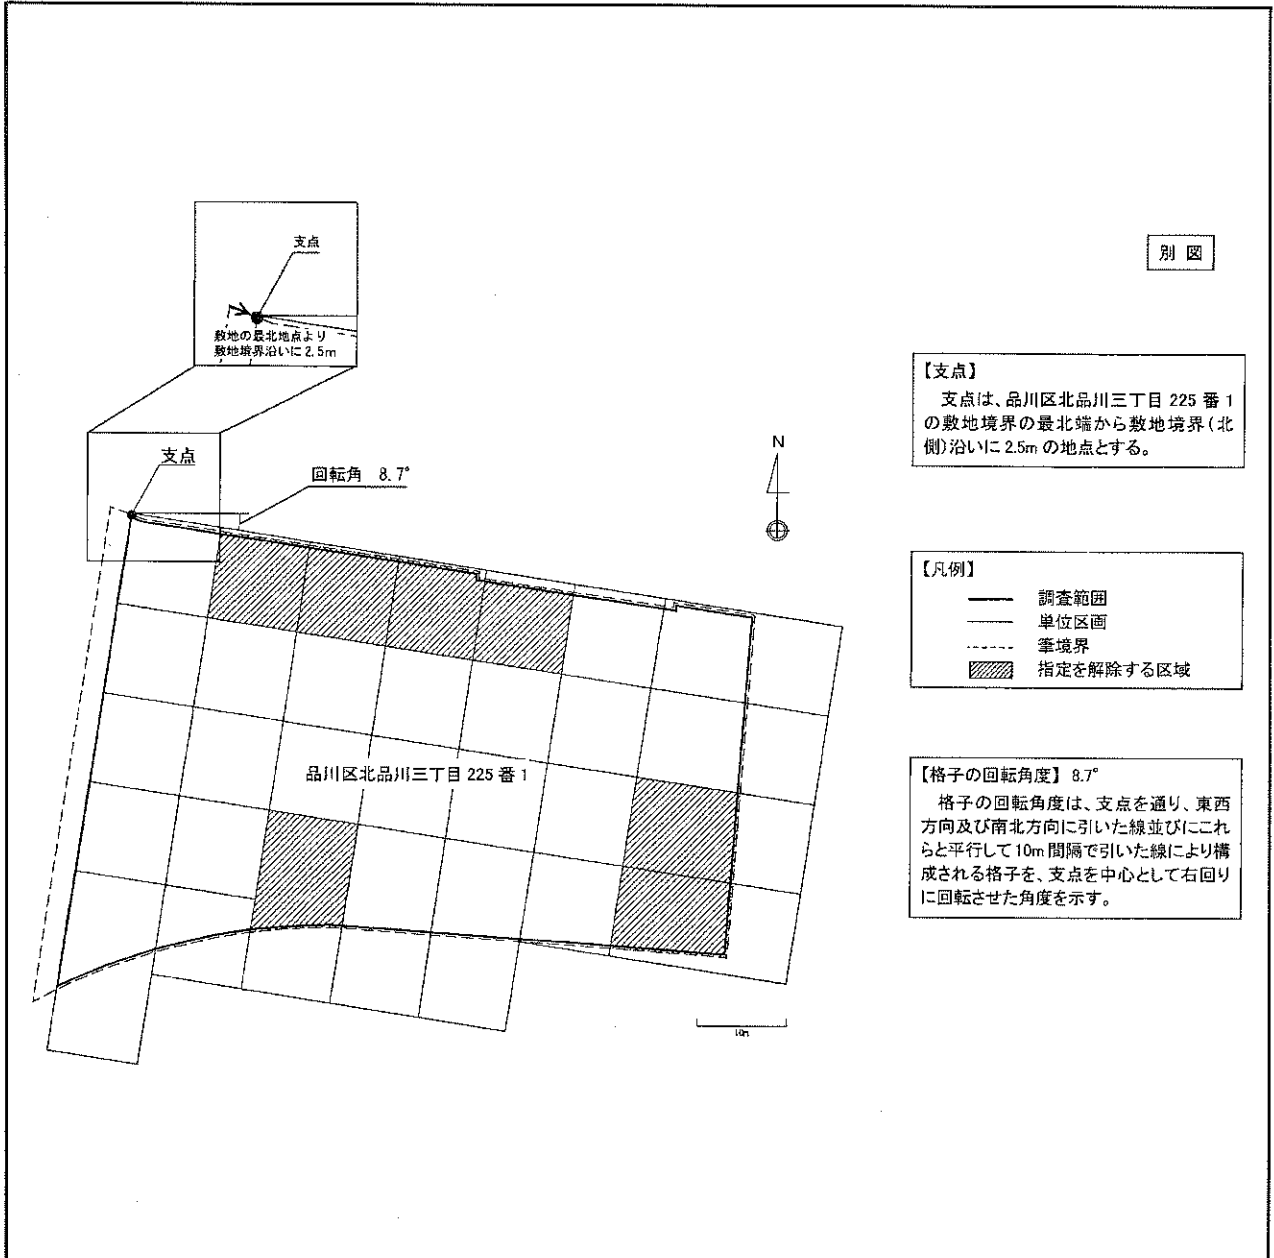 別 図
支点
敷地の最北地点より
敷地境界沿いに 2.5m
支点
回転角 8.7°
N
品川区北品川三丁目 225 番 1
10m
【支点】
支点は、品川区北品川三丁目 225 番 1
の敷地境界の最北端から敷地境界(北
側)沿いに 2.5m の地点とする。
【凡例】
調査範囲
単位区画
筆境界
指定を解除する区域
【格子の回転角度】 8.7°
格子の回転角度は、支点を通り、東西
方向及び南北方向に引いた線並びにこれ
らと平行して 10m 間隔で引いた線により構
成される格子を、支点を中心として右回り
に回転させた角度を示す。